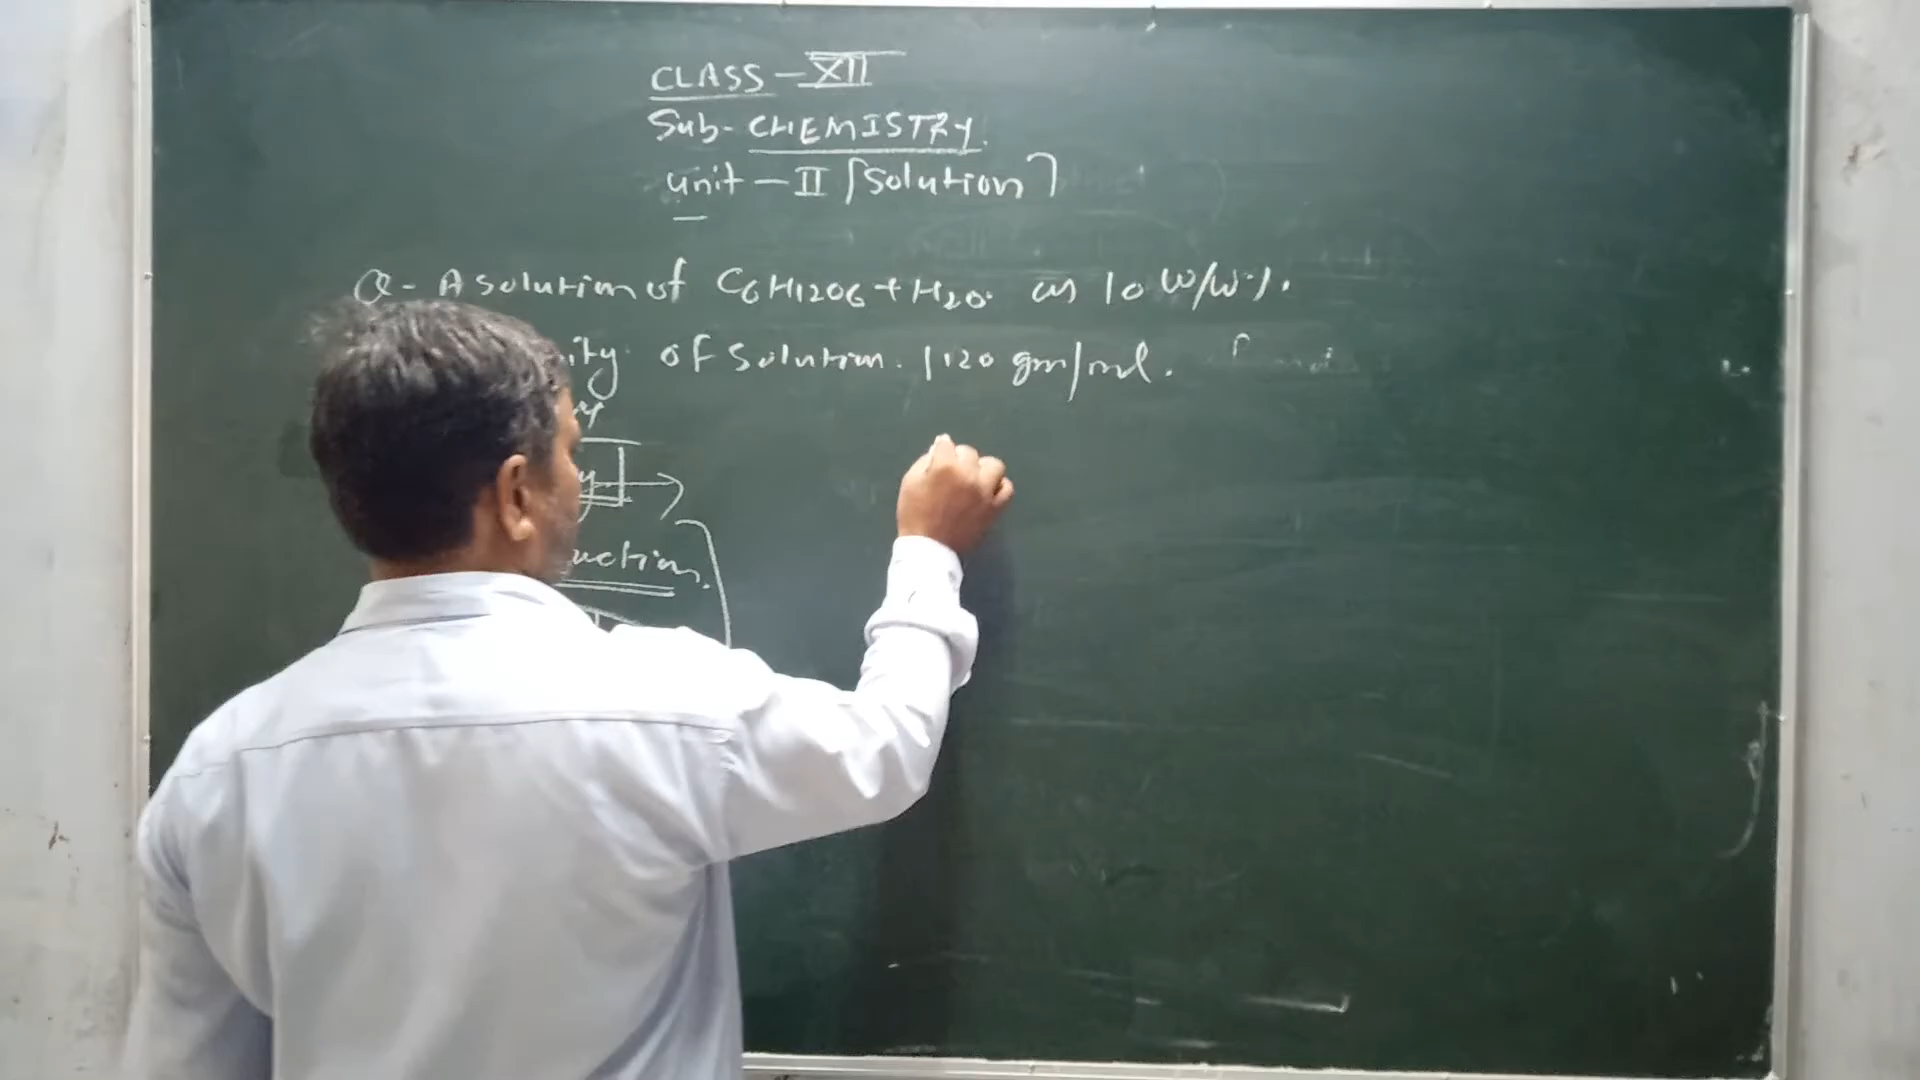 CLASS - XII
Sub- CHEMISTRY.
Unit - II [Solution]
Q- A solution of C6H12O6 + H2O as 10 W/W%.
ity of Solution. 1120 gm/ml.
y
uction.